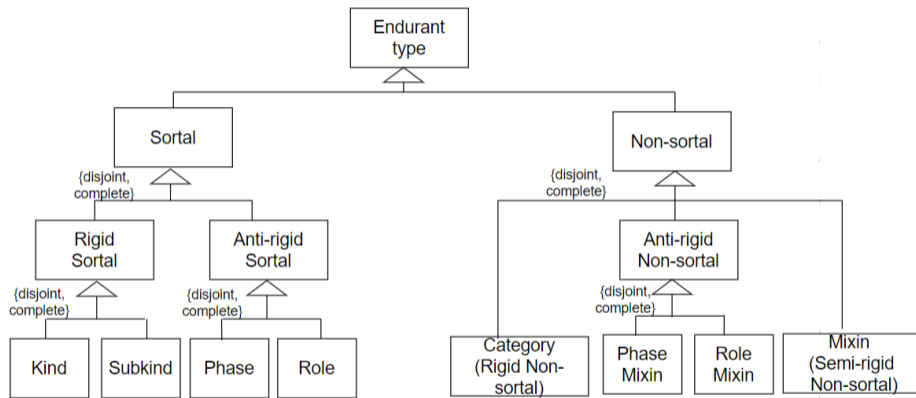 Endurant
type
Sortal
Non-sortal
{disjoint,
complete}
{disjoint,
complete}
Rigid
Sortal
Anti-rigid
Sortal
Anti-rigid
Non-sortal
{disjoint,
complete}
{disjoint,
complete}
{disjoint,
complete}
Kind
Subkind
Phase
Role
Category
(Rigid Non-
sortal)
Phase
Mixin
Role
Mixin
Mixin
(Semi-rigid
Non-sortal)